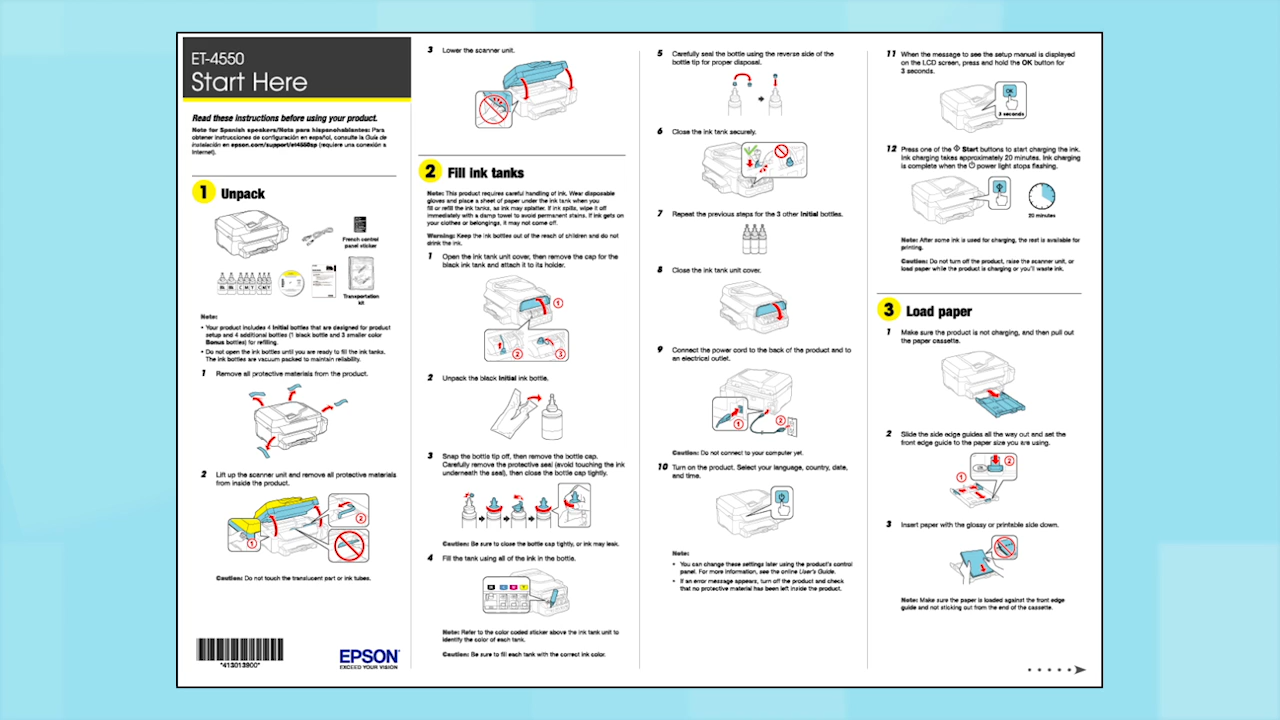 ET-4550
Start Here
Read these instructions before using your product.
Note for Spanish speakers/Nota para hispanohablantes: Para
obtener instrucciones de configuración en español, consulte la Guía de
instalación en epson.com/support/et4550sp (requiere una conexión a
Internet).
1 Unpack
French control
panel sticker
BK BK C M Y C M Y
Transportation
kit
Note:
• Your product includes 4 Initial bottles that are designed for product
setup and 4 additional bottles (1 black bottle and 3 smaller color
Bonus bottles) for refilling.
• Do not open the ink bottles until you are ready to fill the ink tanks.
The ink bottles are vacuum packed to maintain reliability.
1 Remove all protective materials from the product.
2 Lift up the scanner unit and remove all protective materials
from inside the product.
1
2
Caution: Do not touch the translucent part or ink tubes.
*413013900*
EPSON
EXCEED YOUR VISION
3 Lower the scanner unit.
2 Fill ink tanks
Note: This product requires careful handling of ink. Wear disposable
gloves and place a sheet of paper under the ink tank when you
fill or refill the ink tanks, as ink may splatter. If ink spills, wipe it off
immediately with a damp towel to avoid permanent stains. If ink gets on
your clothes or belongings, it may not come off.
Warning: Keep the ink bottles out of the reach of children and do not
drink the ink.
1 Open the ink tank unit cover, then remove the cap for the
black ink tank and attach it to its holder.
1
2 3
2 Unpack the black Initial ink bottle.
3 Snap the bottle tip off, then remove the bottle cap.
Carefully remove the protective seal (avoid touching the ink
underneath the seal), then close the bottle cap tightly.
Caution: Be sure to close the bottle cap tightly, or ink may leak.
4 Fill the tank using all of the ink in the bottle.
Note: Refer to the color coded sticker above the ink tank unit to
identify the color of each tank.
Caution: Be sure to fill each tank with the correct ink color.
5 Carefully seal the bottle using the reverse side of the
bottle tip for proper disposal.
6 Close the ink tank securely.
7 Repeat the previous steps for the 3 other Initial bottles.
8 Close the ink tank unit cover.
9 Connect the power cord to the back of the product and to
an electrical outlet.
1 2
Caution: Do not connect to your computer yet.
10 Turn on the product. Select your language, country, date,
and time.
Note:
• You can change these settings later using the product's control
panel. For more information, see the online User's Guide.
• If an error message appears, turn off the product and check
that no protective material has been left inside the product.
11 When the message to see the setup manual is displayed
on the LCD screen, press and hold the OK button for
3 seconds.
OK
3 seconds
12 Press one of the Start buttons to start charging the ink.
Ink charging takes approximately 20 minutes. Ink charging
is complete when the power light stops flashing.
20 minutes
Note: After some ink is used for charging, the rest is available for
printing.
Caution: Do not turn off the product, raise the scanner unit, or
load paper while the product is charging or you'll waste ink.
3 Load paper
1 Make sure the product is not charging, and then pull out
the paper cassette.
2 Slide the side edge guides all the way out and set the
front edge guide to the paper size you are using.
1 2
3 Insert paper with the glossy or printable side down.
Note: Make sure the paper is loaded against the front edge
guide and not sticking out from the end of the cassette.